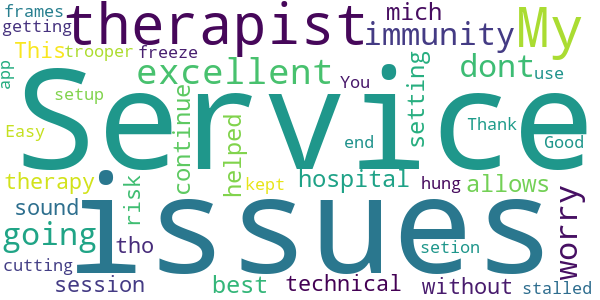 frames
getting
therapist
mich
immunity
My
This
trooper
freeze
app
excellent
You
setting
dont
use
setup
Service
continue
helped
Thank
Easy
end
Good
therapy
risk
kept
hospital
hung
allows
worry
sound
issues
going
tho
setion
cutting
session
best
technical
without
stalled